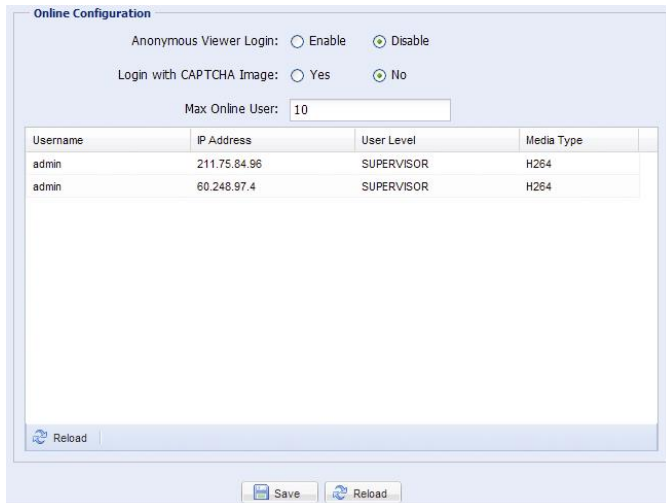 Online Configuration
Anonymous Viewer Login: Enable Disable
Login with CAPTCHA Image: Yes No
Max Online User: 10
Username IP Address User Level Media Type
admin 211.75.84.96 SUPERVISOR H264
admin 60.248.97.4 SUPERVISOR H264
Reload
Save Reload